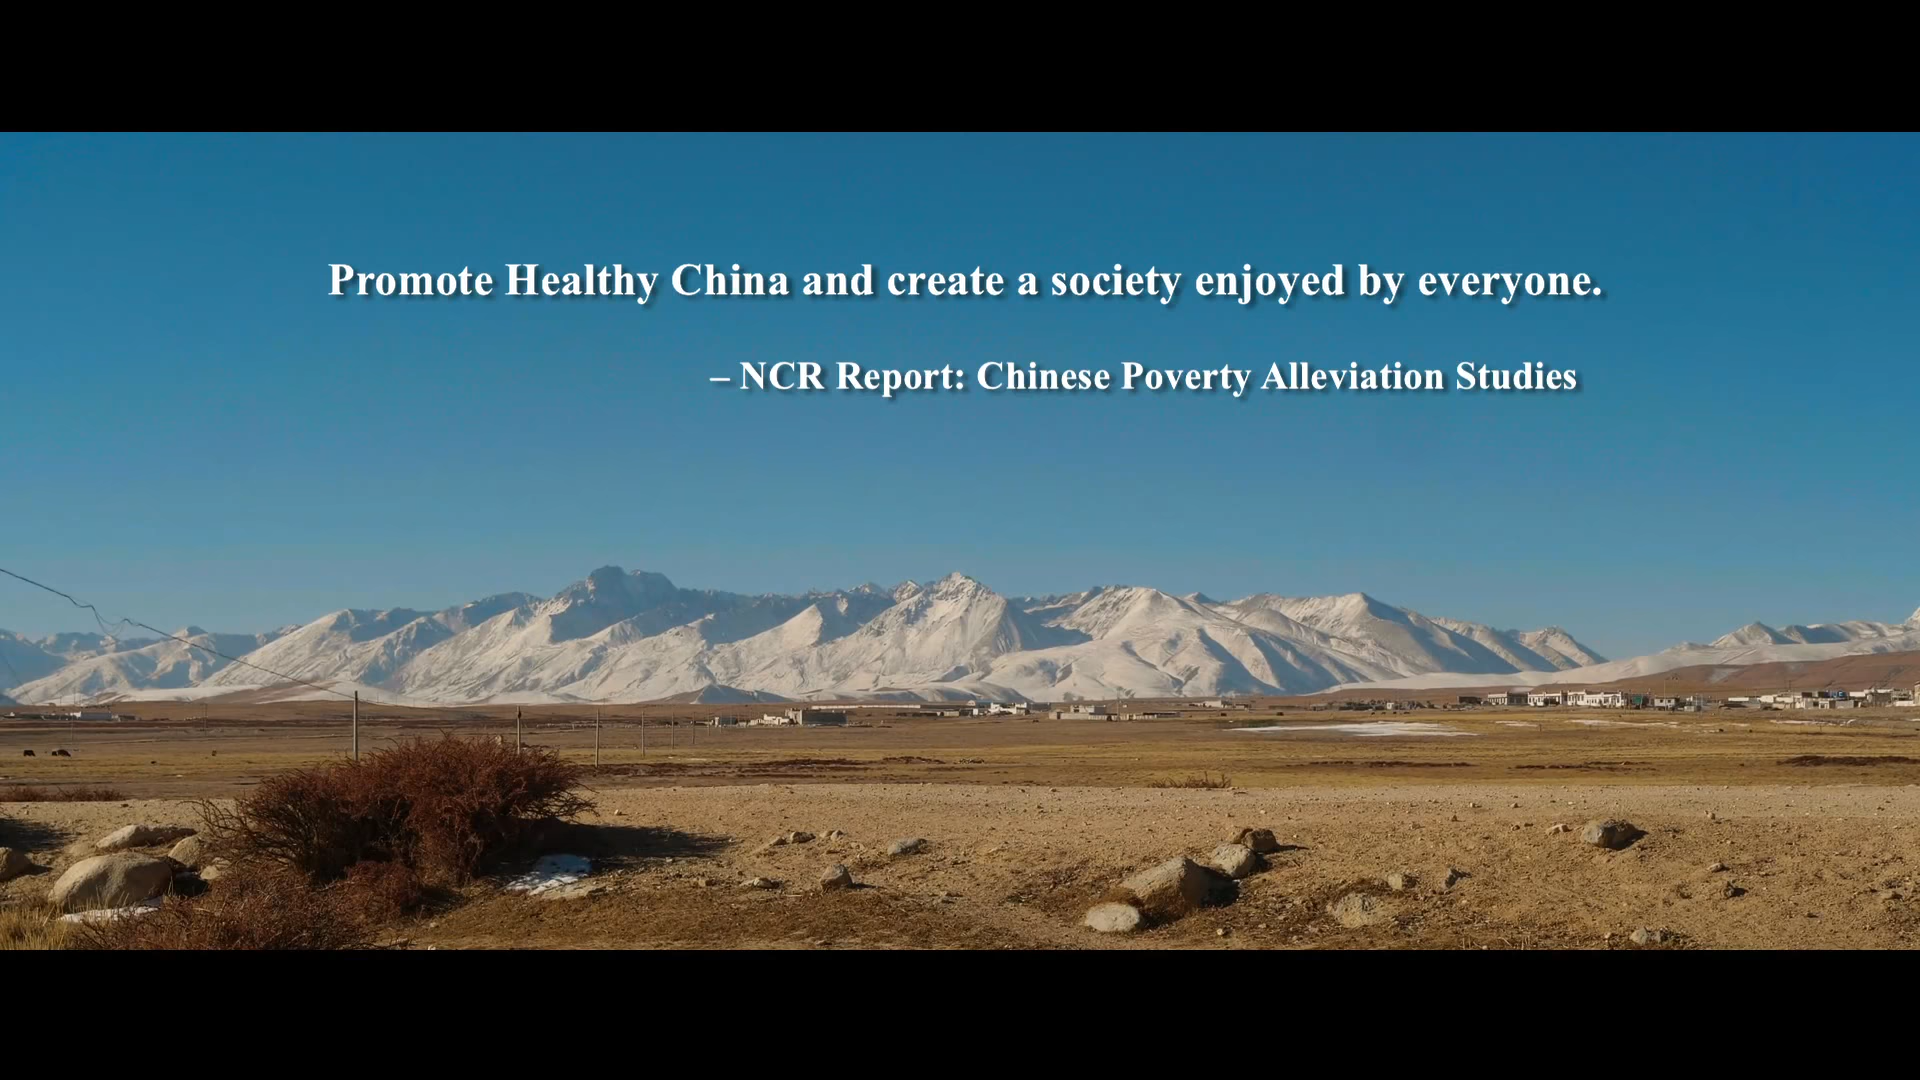 Promote Healthy China and create a society enjoyed by everyone.
– NCR Report: Chinese Poverty Alleviation Studies